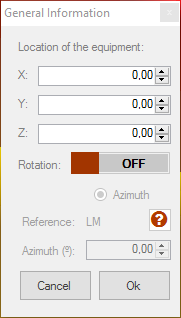 General Information
Location of the equipment:
X: 0,00
Y: 0,00
Z: 0,00
Rotation: OFF
Azimuth
Reference: LM ?
Azimuth (º): 0,00
Cancel Ok